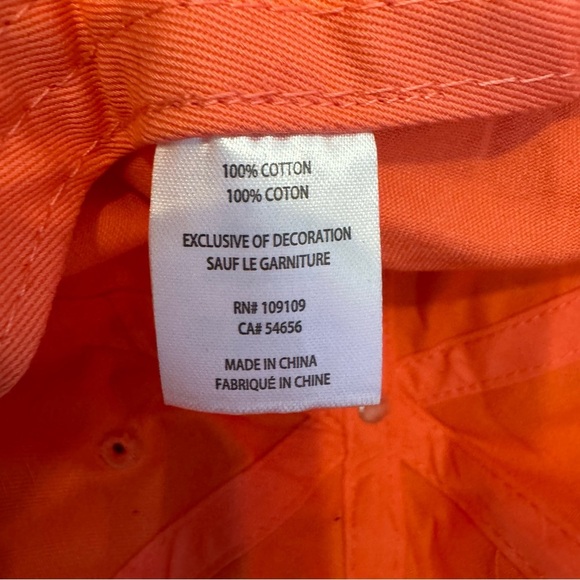 100% COTTON
100% COTON
EXCLUSIVE OF DECORATION
SAUF LE GARNITURE
RN# 109109
CA# 54656
MADE IN CHINA
FABRIQUÉ IN CHINE